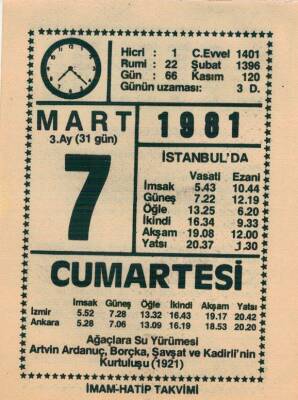 Hicri : 1 C.Evvel 1401
Rumi : 22 Şubat 1396
Gün : 66 Kasım 120
Günün uzaması: 3 D.
MART
3.Ay (31 gün)
7
1981
İSTANBUL'DA
Vasati Ezani
İmsak 5.43 10.44
Güneş 7.22 12.19
Öğle 13.25 6.20
İkindi 16.34 9.33
Akşam 19.08 12.00
Yatsı 20.37 1.30
CUMARTESİ
İmsak Güneş Öğle İkindi Akşam Yatsı
İzmir 5.52 7.28 13.32 16.43 19.17 20.42
Ankara 5.28 7.06 13.09 16.19 18.53 20.20
Ağaçlara Su Yürümesi
Artvin Ardanuç, Borçka, Şavşat ve Kadirli'nin
Kurtuluşu (1921)
İMAM-HATİP TAKVİMİ